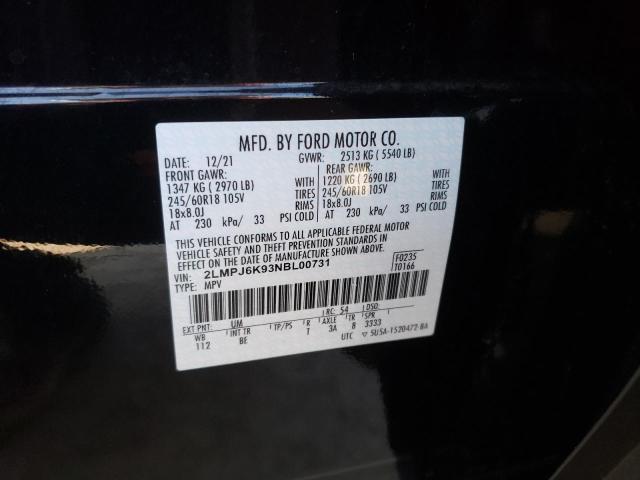 MFD. BY FORD MOTOR CO.
DATE: 12/21 GVWR: 2513 KG ( 5540 LB)
FRONT GAWR: REAR GAWR:
1347 KG ( 2970 LB) WITH 1220 KG ( 2690 LB) WITH
245/60R18 105V TIRES 245/60R18 105V TIRES
18x8.0J RIMS 18x8.0J RIMS
AT 230 kPa/ 33 PSI COLD AT 230 kPa/ 33 PSI COLD
THIS VEHICLE CONFORMS TO ALL APPLICABLE FEDERAL MOTOR
VEHICLE SAFETY AND THEFT PREVENTION STANDARDS IN
EFFECT ON THE DATE OF MANUFACTURE SHOWN ABOVE.
VIN: 2LMPJ6K93NBL00731 F0235
TYPE: MPV T0166
RC: 54 DSO:
EXT PNT: UM
WB INT TR TP/PS R AXLE TR SPR
112 BE T 3A 8 3333
UTC 5U5A-1520472-BA